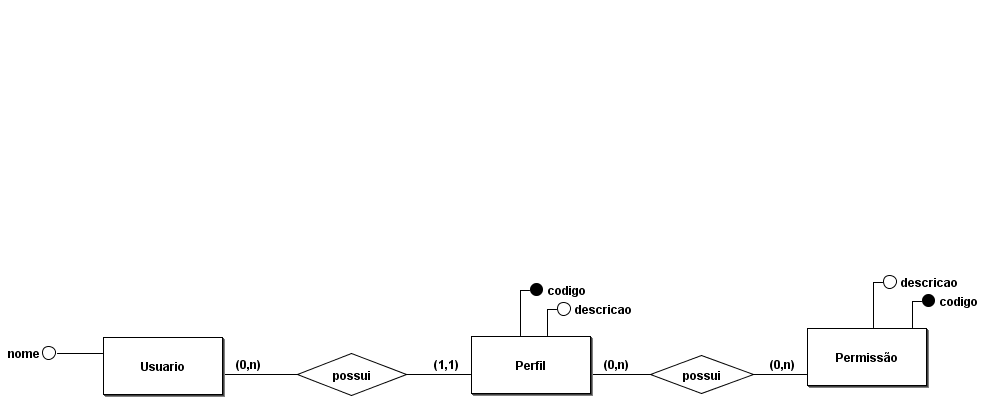 descricao
codigo
codigo
descricao
nome
Usuario
(0,n)
possui
(1,1)
Perfil
(0,n)
possui
(0,n)
Permissão